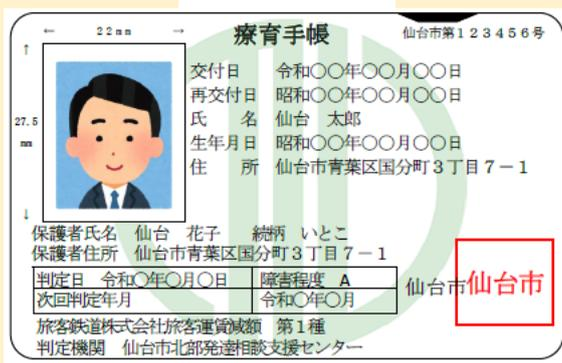 ← 22mm →
療育手帳
仙台市第123456号
↑
27.5
mm
↓
交付日 令和〇〇年〇〇月〇〇日
再交付日 昭和〇〇年〇〇月〇〇日
氏 名 仙台 太郎
生年月日 昭和〇〇年〇〇月〇〇日
住 所 仙台市青葉区国分町3丁目7－1
保護者氏名 仙台 花子 続柄 いとこ
保護者住所 仙台市青葉区国分町3丁目7－1
判定日 令和〇年〇月〇日 障害程度 A
次回判定年月 令和〇年〇月
仙台市
仙台市
旅客鉄道株式会社旅客運賃減額 第1種
判定機関 仙台市北部発達相談支援センター